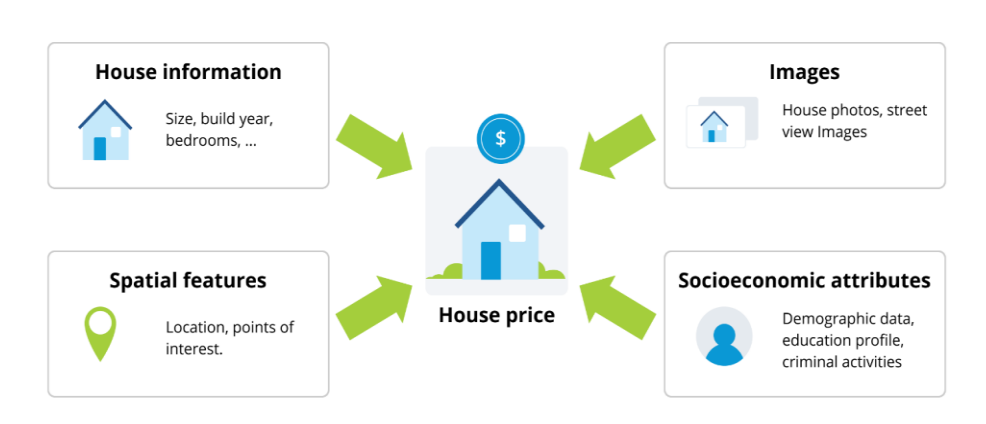 House information
Size, build year,
bedrooms, ...
Images
House photos, street
view Images
$
Spatial features
Location, points of
interest.
House price
Socioeconomic attributes
Demographic data,
education profile,
criminal activities